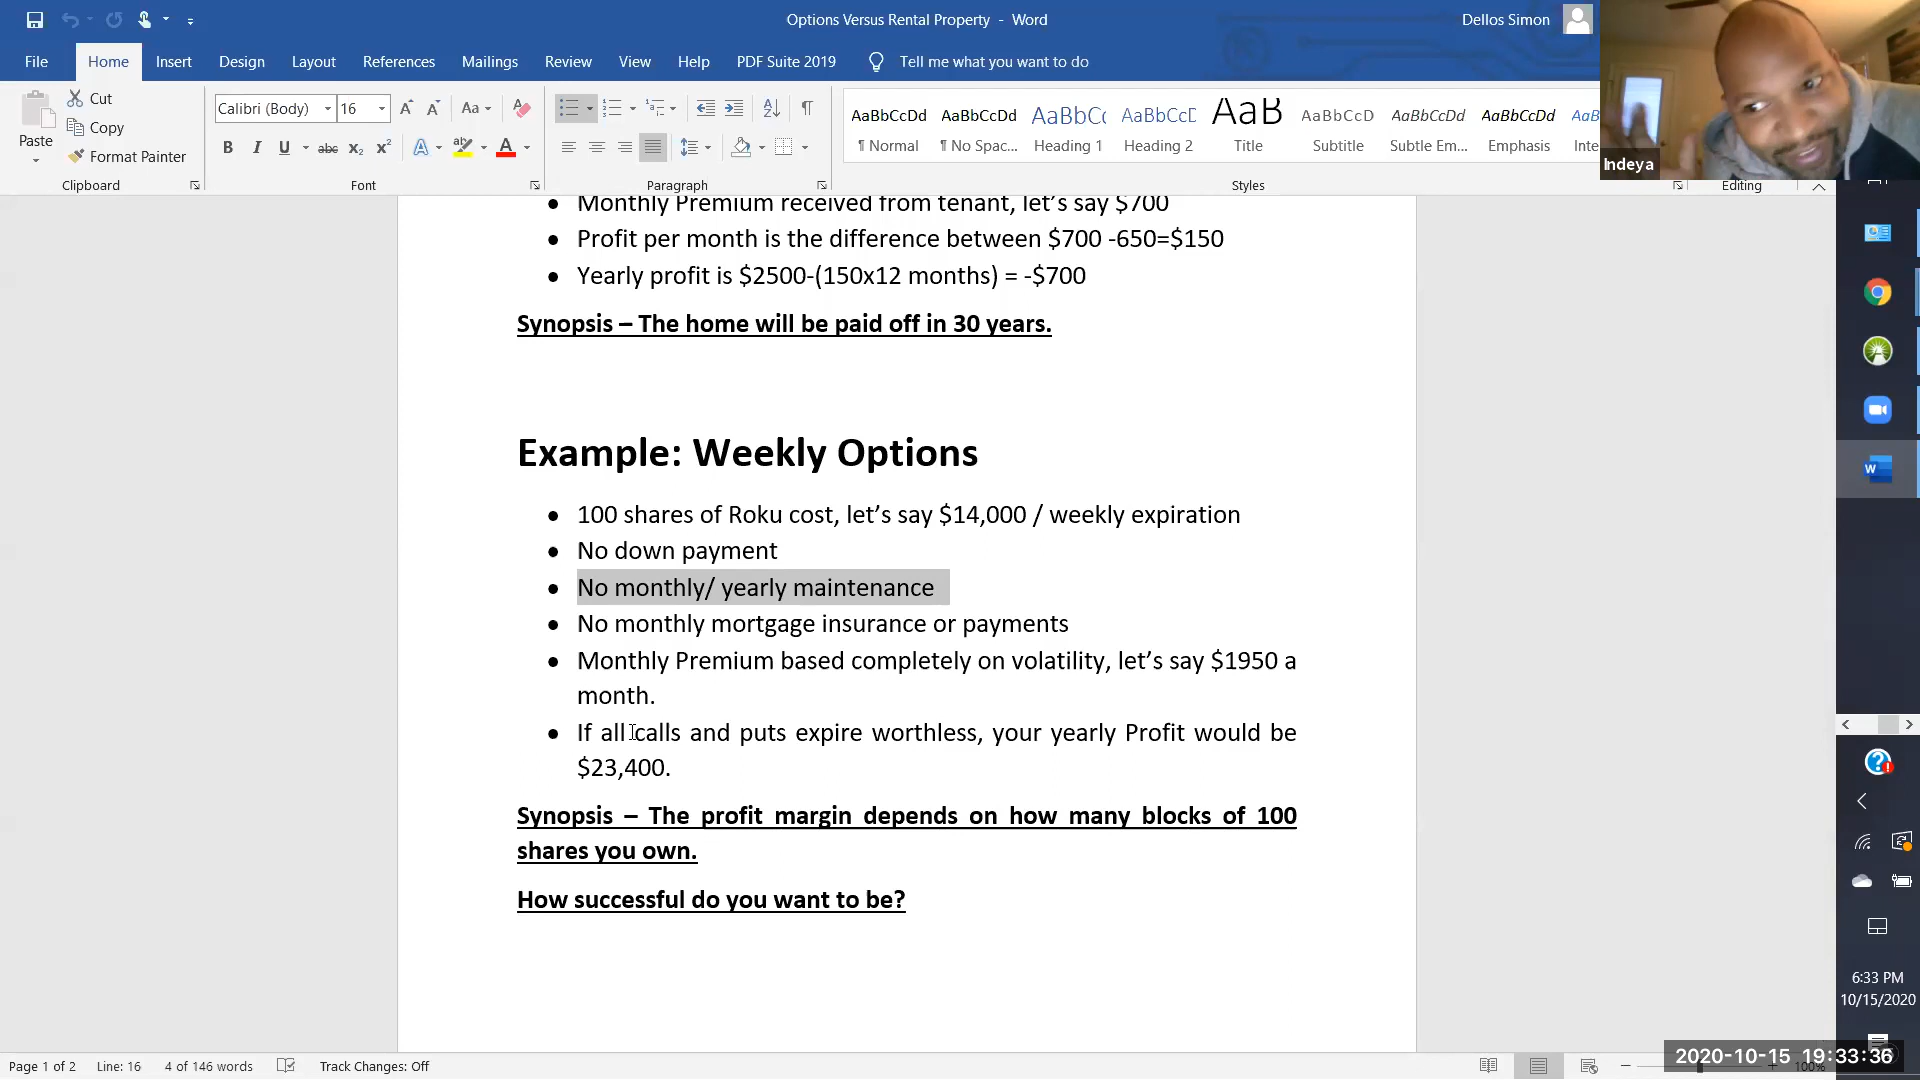 Options Versus Rental Property - Word
Dellos Simon
File Home Insert Design Layout References Mailings Review View Help PDF Suite 2019 Tell me what you want to do
Paste
Cut
Copy
Format Painter
Clipboard
Calibri (Body) 16
Font
Paragraph
AaBbCcDd AaBbCcDd AaBbCc AaBbCcD AaB AaBbCcD AaBbCcDd AaBbCcDd AaBb
¶ Normal ¶ No Spac... Heading 1 Heading 2 Title Subtitle Subtle Em... Emphasis Inte
Styles
Editing
Indeya
• Monthly Premium received from tenant, let’s say $700
• Profit per month is the difference between $700 -650=$150
• Yearly profit is $2500-(150x12 months) = -$700
Synopsis – The home will be paid off in 30 years.
Example: Weekly Options
• 100 shares of Roku cost, let’s say $14,000 / weekly expiration
• No down payment
• No monthly/ yearly maintenance
• No monthly mortgage insurance or payments
• Monthly Premium based completely on volatility, let’s say $1950 a
month.
• If all calls and puts expire worthless, your yearly Profit would be
$23,400.
Synopsis – The profit margin depends on how many blocks of 100
shares you own.
How successful do you want to be?
6:33 PM
10/15/2020
Page 1 of 2 Line: 16 4 of 146 words Track Changes: Off
100%
2020-10-15 19:33:36